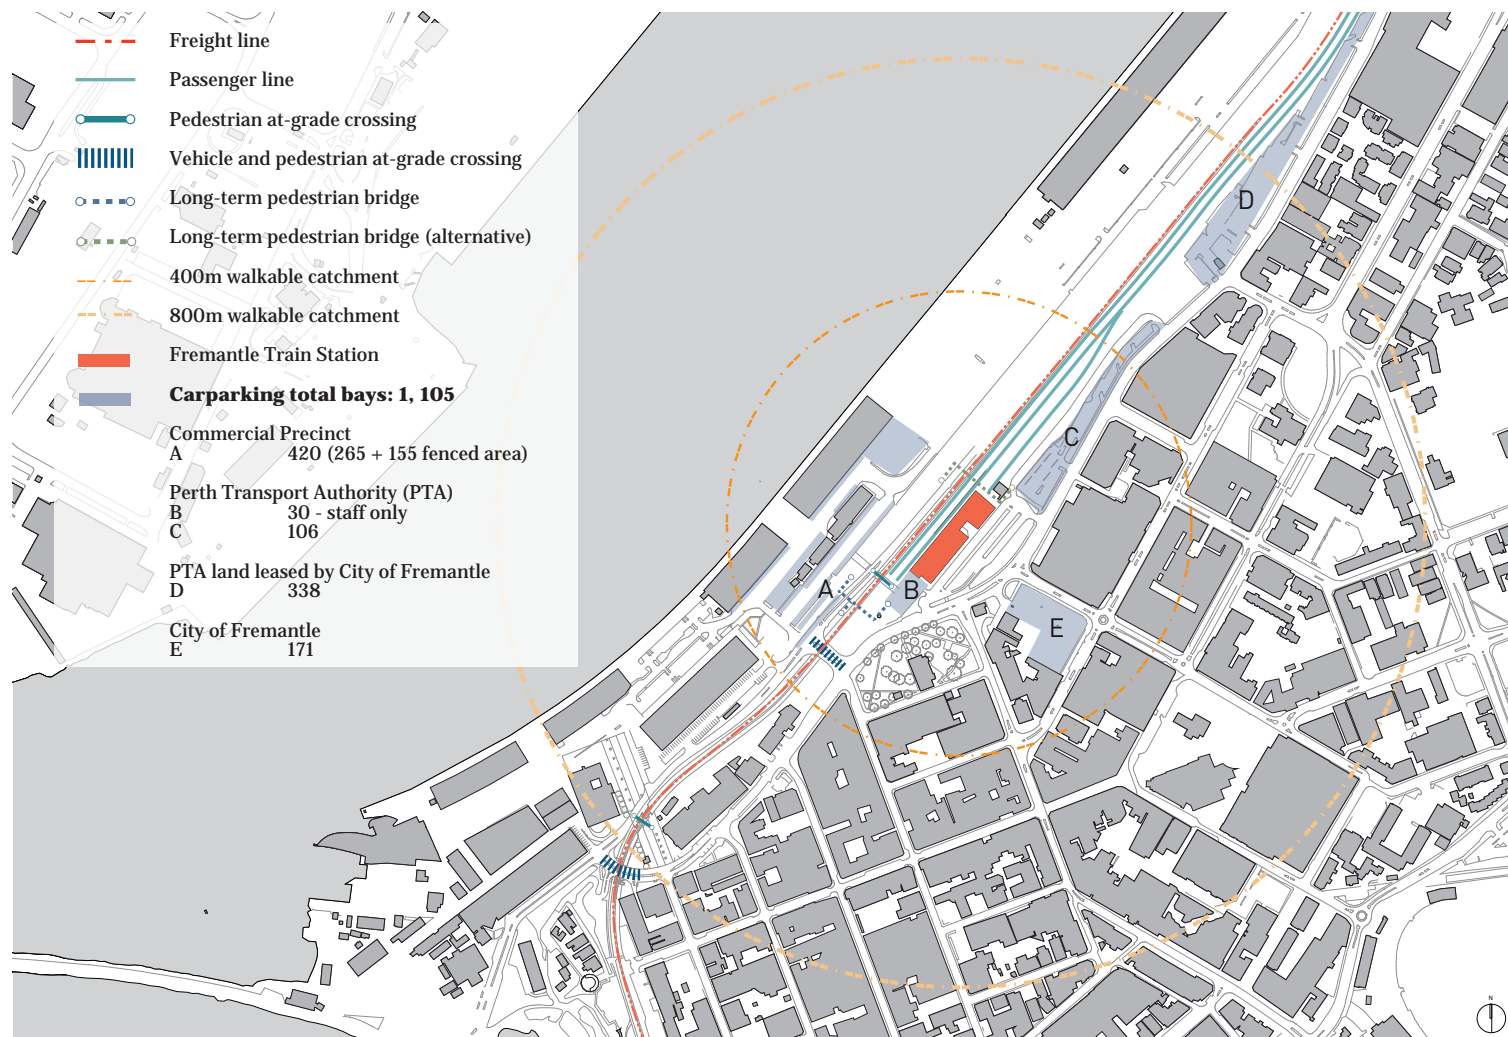 Freight line
Passenger line
Pedestrian at-grade crossing
Vehicle and pedestrian at-grade crossing
Long-term pedestrian bridge
Long-term pedestrian bridge (alternative)
400m walkable catchment
800m walkable catchment
Fremantle Train Station
Carparking total bays: 1, 105
Commercial Precinct
A 420 (265 + 155 fenced area)
Perth Transport Authority (PTA)
B 30 - staff only
C 106
PTA land leased by City of Fremantle
D 338
City of Fremantle
E 171
D
C
A
B
E
N